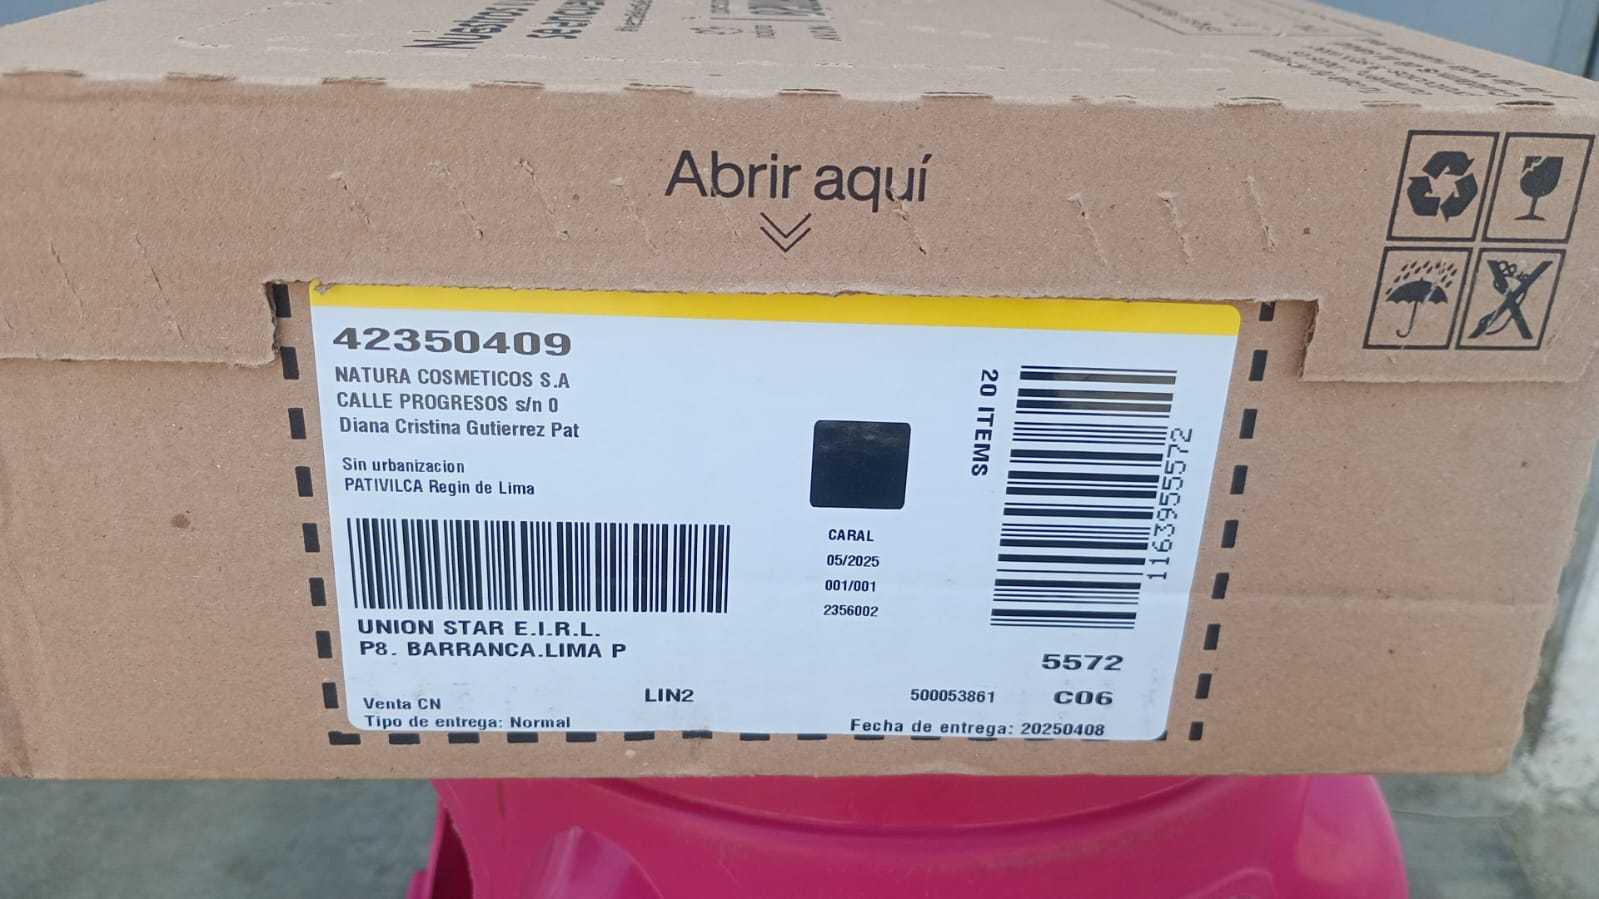 Nuestro
Abrir aquí
42350409
NATURA COSMETICOS S.A
CALLE PROGRESOS s/n 0
Diana Cristina Gutierrez Pat
Sin urbanizacion
PATIVILCA Regin de Lima
UNION STAR E.I.R.L.
P8. BARRANCA.LIMA P
Venta CN
Tipo de entrega: Normal
LIN2
CARAL
05/2025
001/001
2356002
20 ITEMS
1163955572
5572
500053861
C06
Fecha de entrega: 20250408